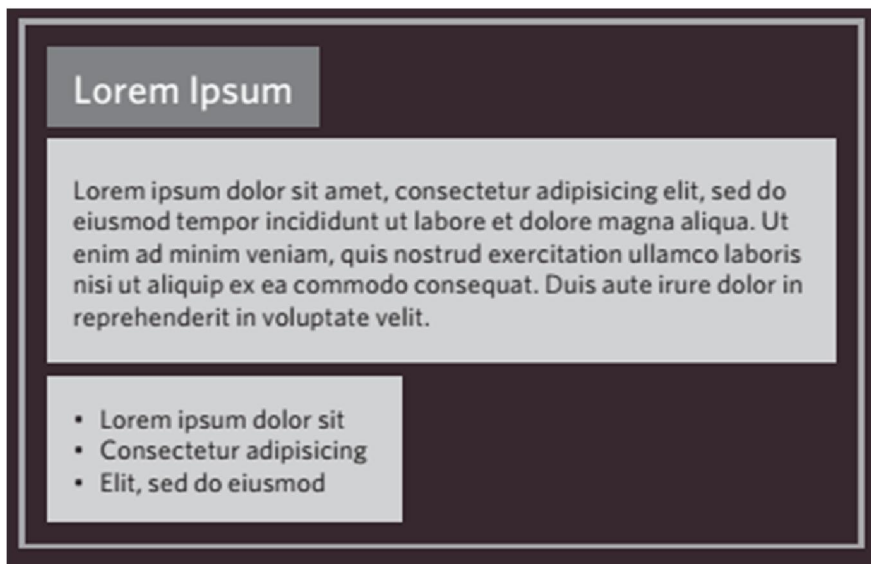 Lorem Ipsum
Lorem ipsum dolor sit amet, consectetur adipisicing elit, sed do
eiusmod tempor incididunt ut labore et dolore magna aliqua. Ut
enim ad minim veniam, quis nostrud exercitation ullamco laboris
nisi ut aliquip ex ea commodo consequat. Duis aute irure dolor in
reprehenderit in voluptate velit.
• Lorem ipsum dolor sit
• Consectetur adipisicing
• Elit, sed do eiusmod